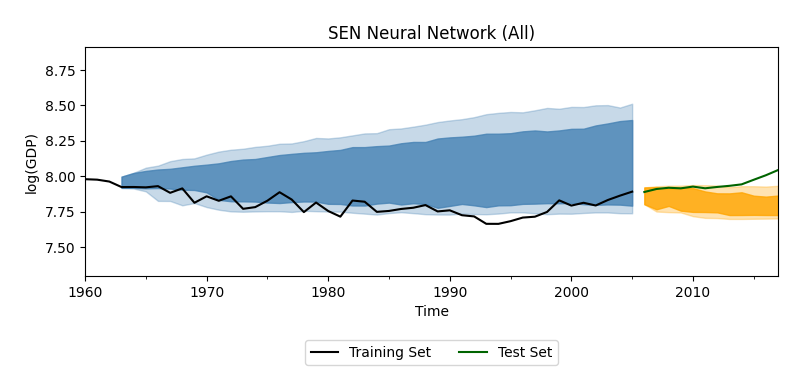 SEN Neural Network (All)
log(GDP)
8.75
8.50
8.25
8.00
7.75
7.50
1960 1970 1980 1990 2000 2010
Time
Training Set Test Set